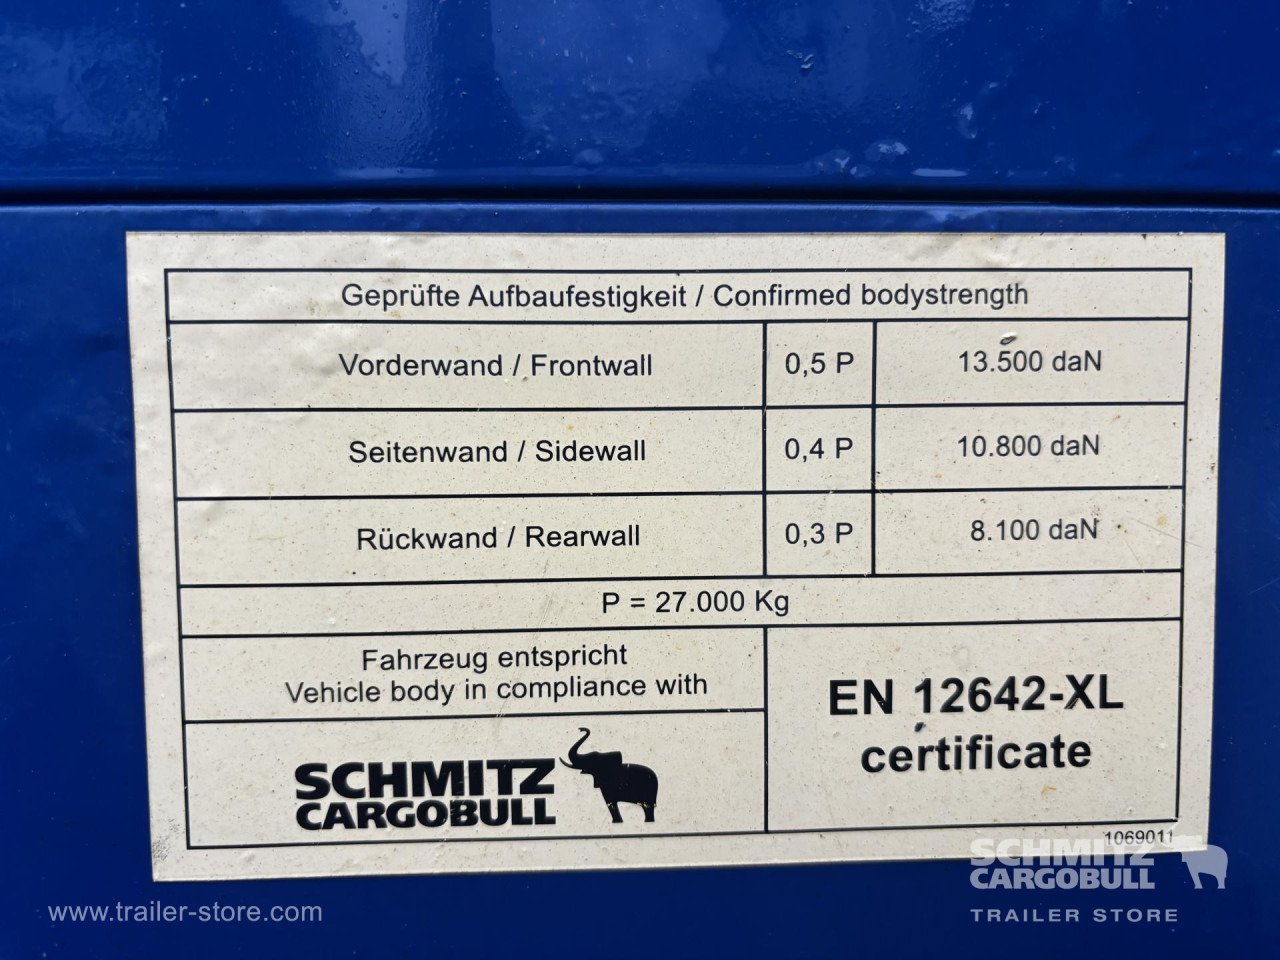 Geprüfte Aufbaufestigkeit / Confirmed bodystrength
Vorderwand / Frontwall 0,5 P 13.500 daN
Seitenwand / Sidewall 0,4 P 10.800 daN
Rückwand / Rearwall 0,3 P 8.100 daN
P = 27.000 Kg
Fahrzeug entspricht
Vehicle body in compliance with
EN 12642-XL
certificate
SCHMITZ
CARGOBULL
1069011
SCHMITZ
CARGOBULL
TRAILER STORE
www.trailer-store.com